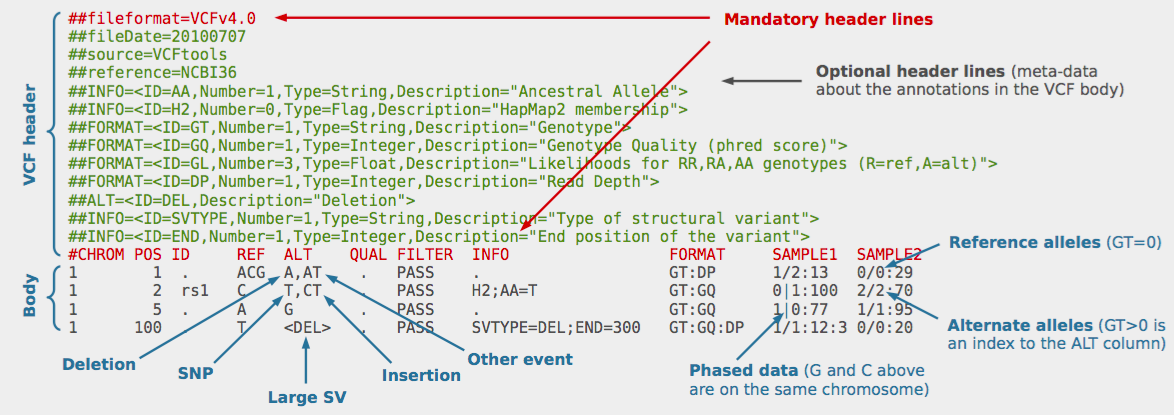 ##fileformat=VCFv4.0
Mandatory header lines
##fileDate=20100707
##source=VCFtools
##reference=NCBI36
Optional header lines (meta-data
about the annotations in the VCF body)
##INFO=<ID=AA,Number=1,Type=String,Description="Ancestral Allele">
##INFO=<ID=H2,Number=0,Type=Flag,Description="HapMap2 membership">
##FORMAT=<ID=GT,Number=1,Type=String,Description="Genotype">
##FORMAT=<ID=GQ,Number=1,Type=Integer,Description="Genotype Quality (phred score)">
##FORMAT=<ID=GL,Number=3,Type=Float,Description="Likelihoods for RR,RA,AA genotypes (R=ref,A=alt)">
##FORMAT=<ID=DP,Number=1,Type=Integer,Description="Read Depth">
##ALT=<ID=DEL,Description="Deletion">
##INFO=<ID=SVTYPE,Number=1,Type=String,Description="Type of structural variant">
##INFO=<ID=END,Number=1,Type=Integer,Description="End position of the variant">
VCF header
#CHROM POS ID REF ALT QUAL FILTER INFO FORMAT SAMPLE1 SAMPLE2
Reference alleles (GT=0)
Body
1 1 . ACG A,AT . PASS . GT:DP 1/2:13 0/0:29
1 2 rs1 C T,CT . PASS H2;AA=T GT:GQ 0|1:100 2/2:70
1 5 . A G . PASS . GT:GQ 1|0:77 1/1:95
1 100 T <DEL> . PASS SVTYPE=DEL;END=300 GT:GQ:DP 1/1:12:3 0/0:20
Alternate alleles (GT>0 is
an index to the ALT column)
Deletion
SNP
Large SV
Insertion
Other event
Phased data (G and C above
are on the same chromosome)